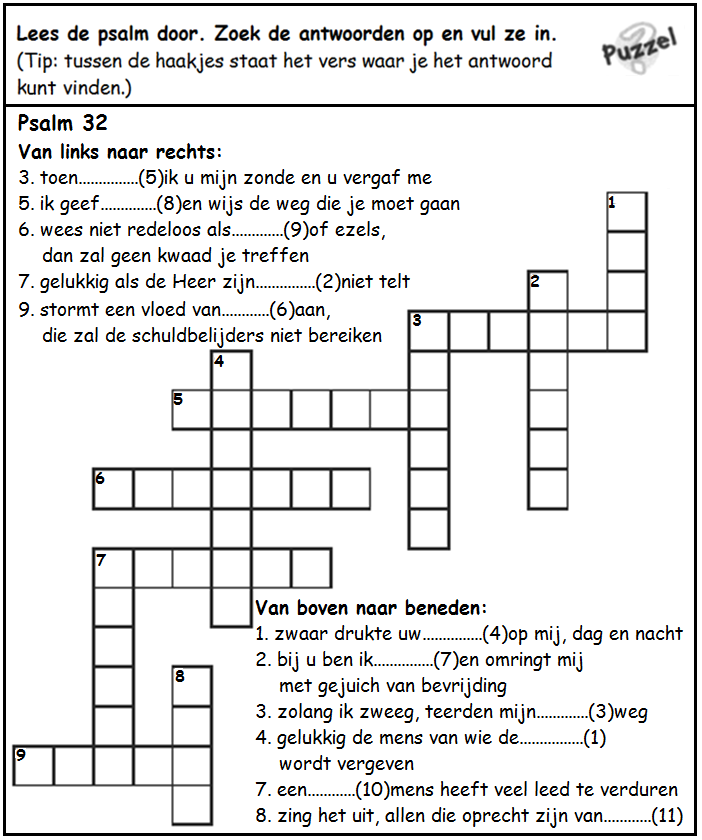 Lees de psalm door. Zoek de antwoorden op en vul ze in.
(Tip: tussen de haakjes staat het vers waar je het antwoord
kunt vinden.)
Puzzel
Psalm 32
Van links naar rechts:
3. toen...............(5)ik u mijn zonde en u vergaf me
5. ik geef..............(8)en wijs de weg die je moet gaan
6. wees niet redeloos als.............(9)of ezels,
dan zal geen kwaad je treffen
7. gelukkig als de Heer zijn...............(2)niet telt
9. stormt een vloed van............(6)aan,
die zal de schuldbelijders niet bereiken
1
2
3
4
5
6
7
8
9
Van boven naar beneden:
1. zwaar drukte uw...............(4)op mij, dag en nacht
2. bij u ben ik...............(7)en omringt mij
met gejuich van bevrijding
3. zolang ik zweeg, teerden mijn.............(3)weg
4. gelukkig de mens van wie de................(1)
wordt vergeven
7. een............(10)mens heeft veel leed te verduren
8. zing het uit, allen die oprecht zijn van............(11)